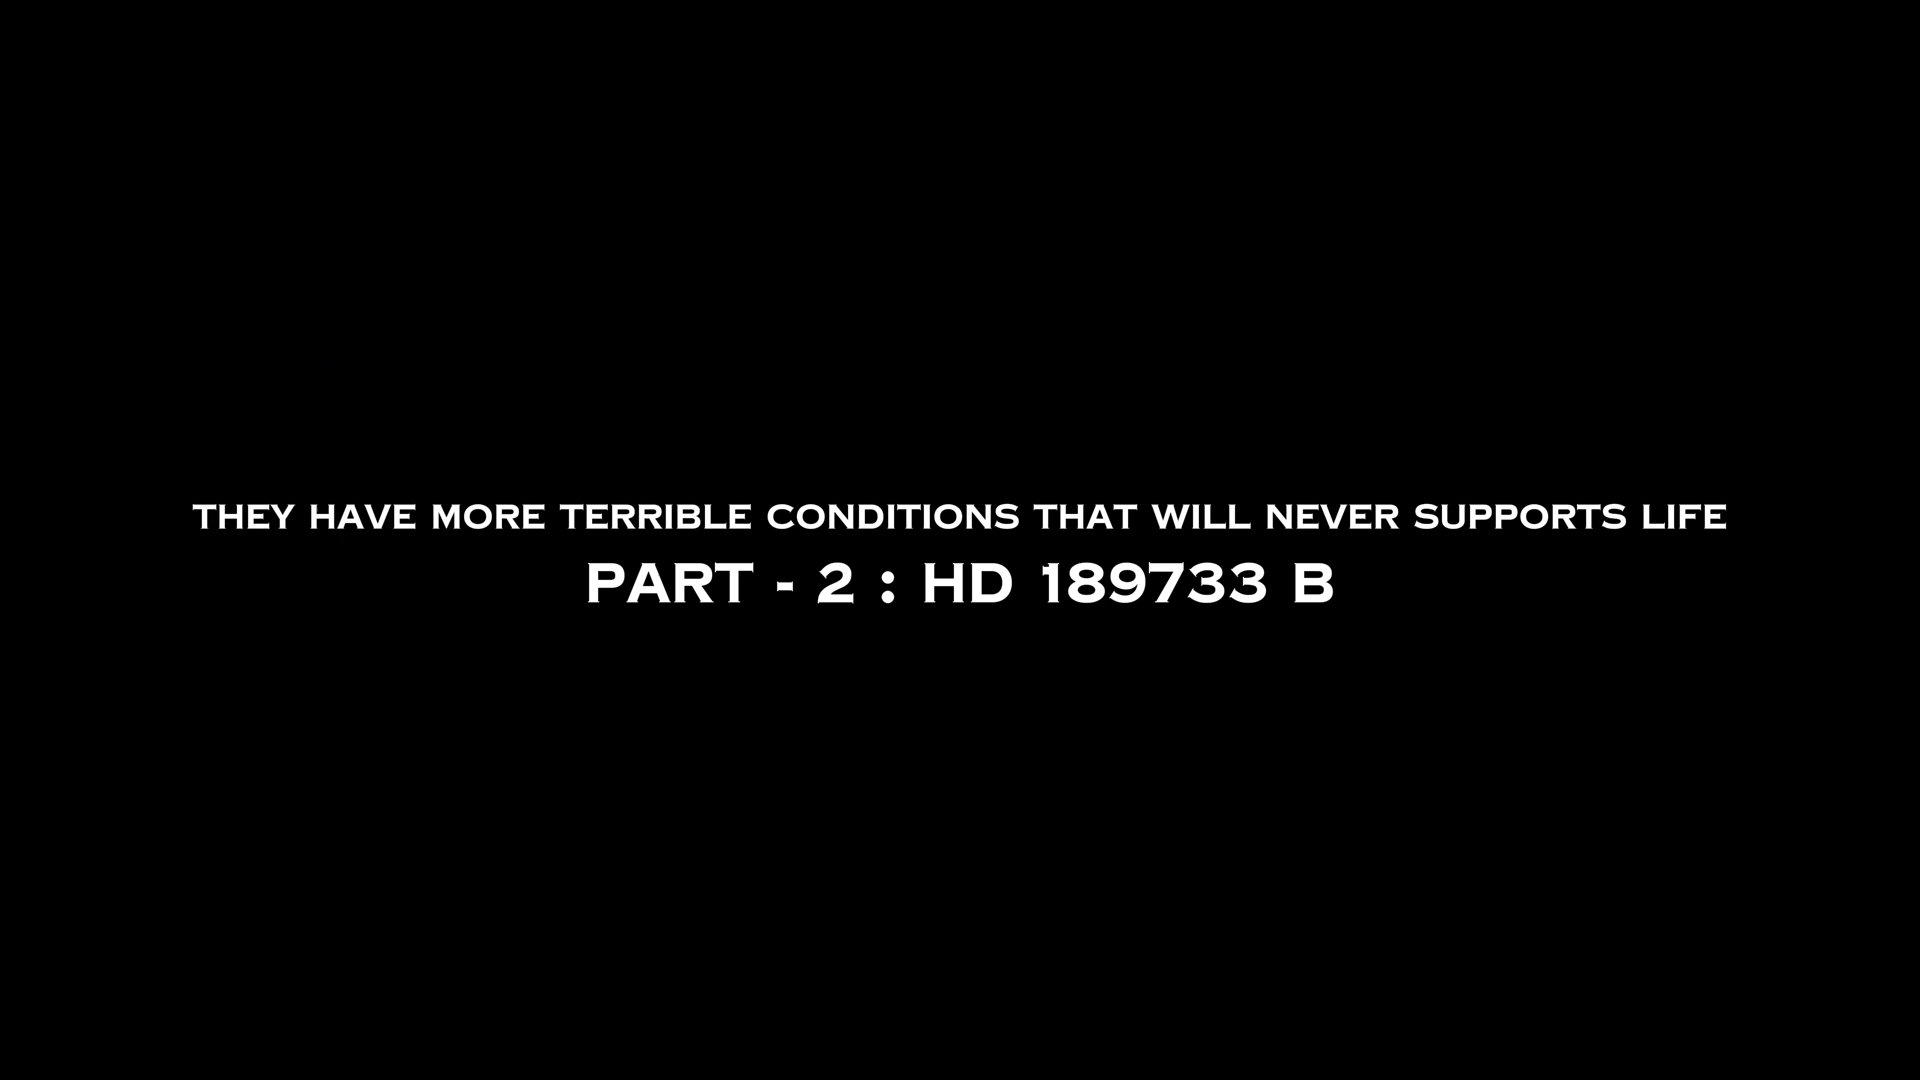 THEY HAVE MORE TERRIBLE CONDITIONS THAT WILL NEVER SUPPORTS LIFE
PART - 2 : HD 189733 B